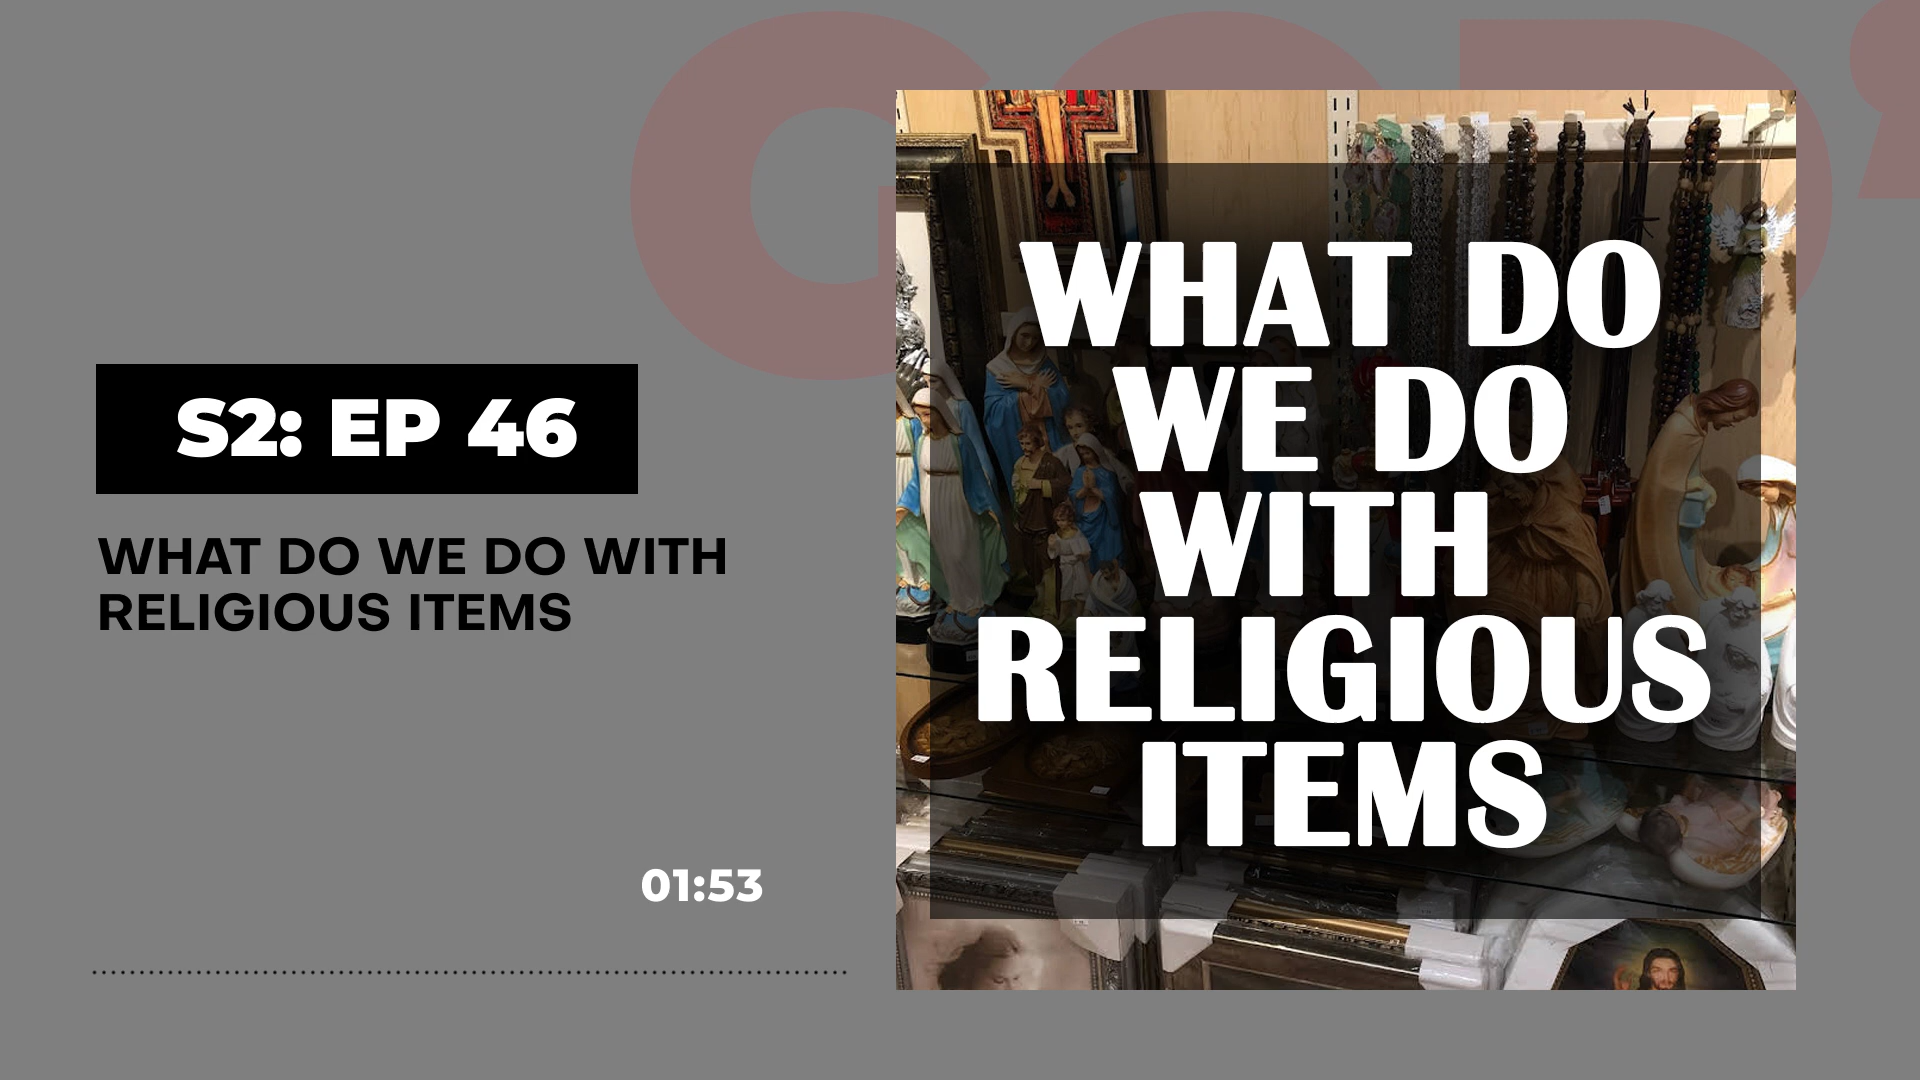 GOD'
S2: EP 46
WHAT DO WE DO WITH
RELIGIOUS ITEMS
01:53
WHAT DO
WE DO
WITH
RELIGIOUS
ITEMS